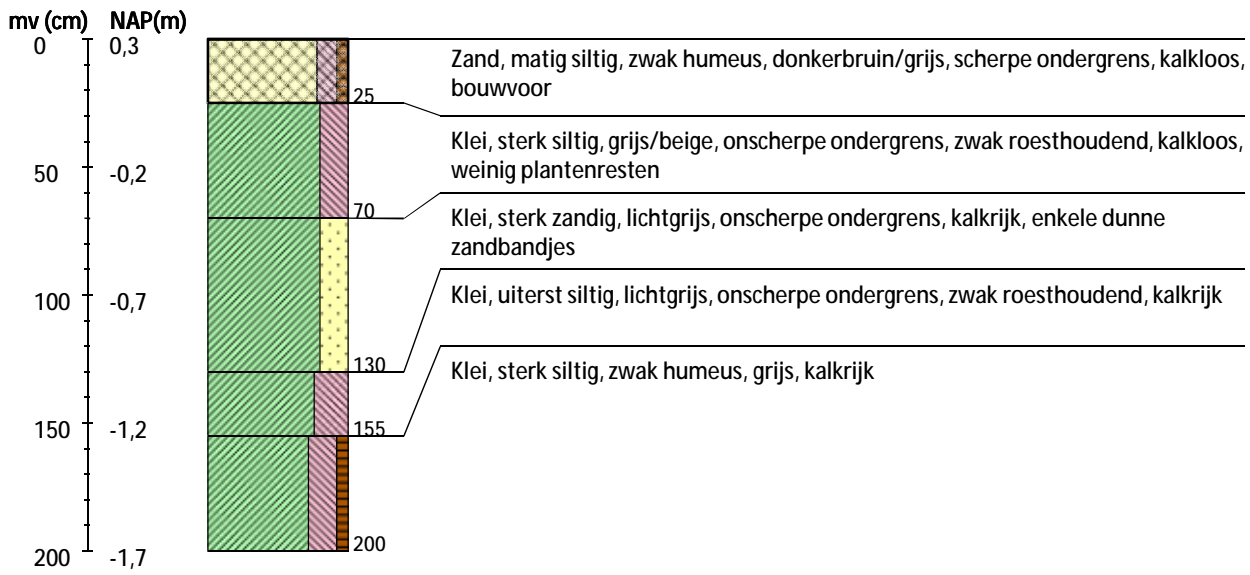 mv (cm) NAP(m)
0 0,3
Zand, matig siltig, zwak humeus, donkerbruin/grijs, scherpe ondergrens, kalkloos,
bouwvoor
25
Klei, sterk siltig, grijs/beige, onscherpe ondergrens, zwak roesthoudend, kalkloos,
weinig plantenresten
50 -0,2
70
Klei, sterk zandig, lichtgrijs, onscherpe ondergrens, kalkrijk, enkele dunne
zandbandjes
100 -0,7
Klei, uiterst siltig, lichtgrijs, onscherpe ondergrens, zwak roesthoudend, kalkrijk
130
Klei, sterk siltig, zwak humeus, grijs, kalkrijk
150 -1,2
155
200 -1,7
200